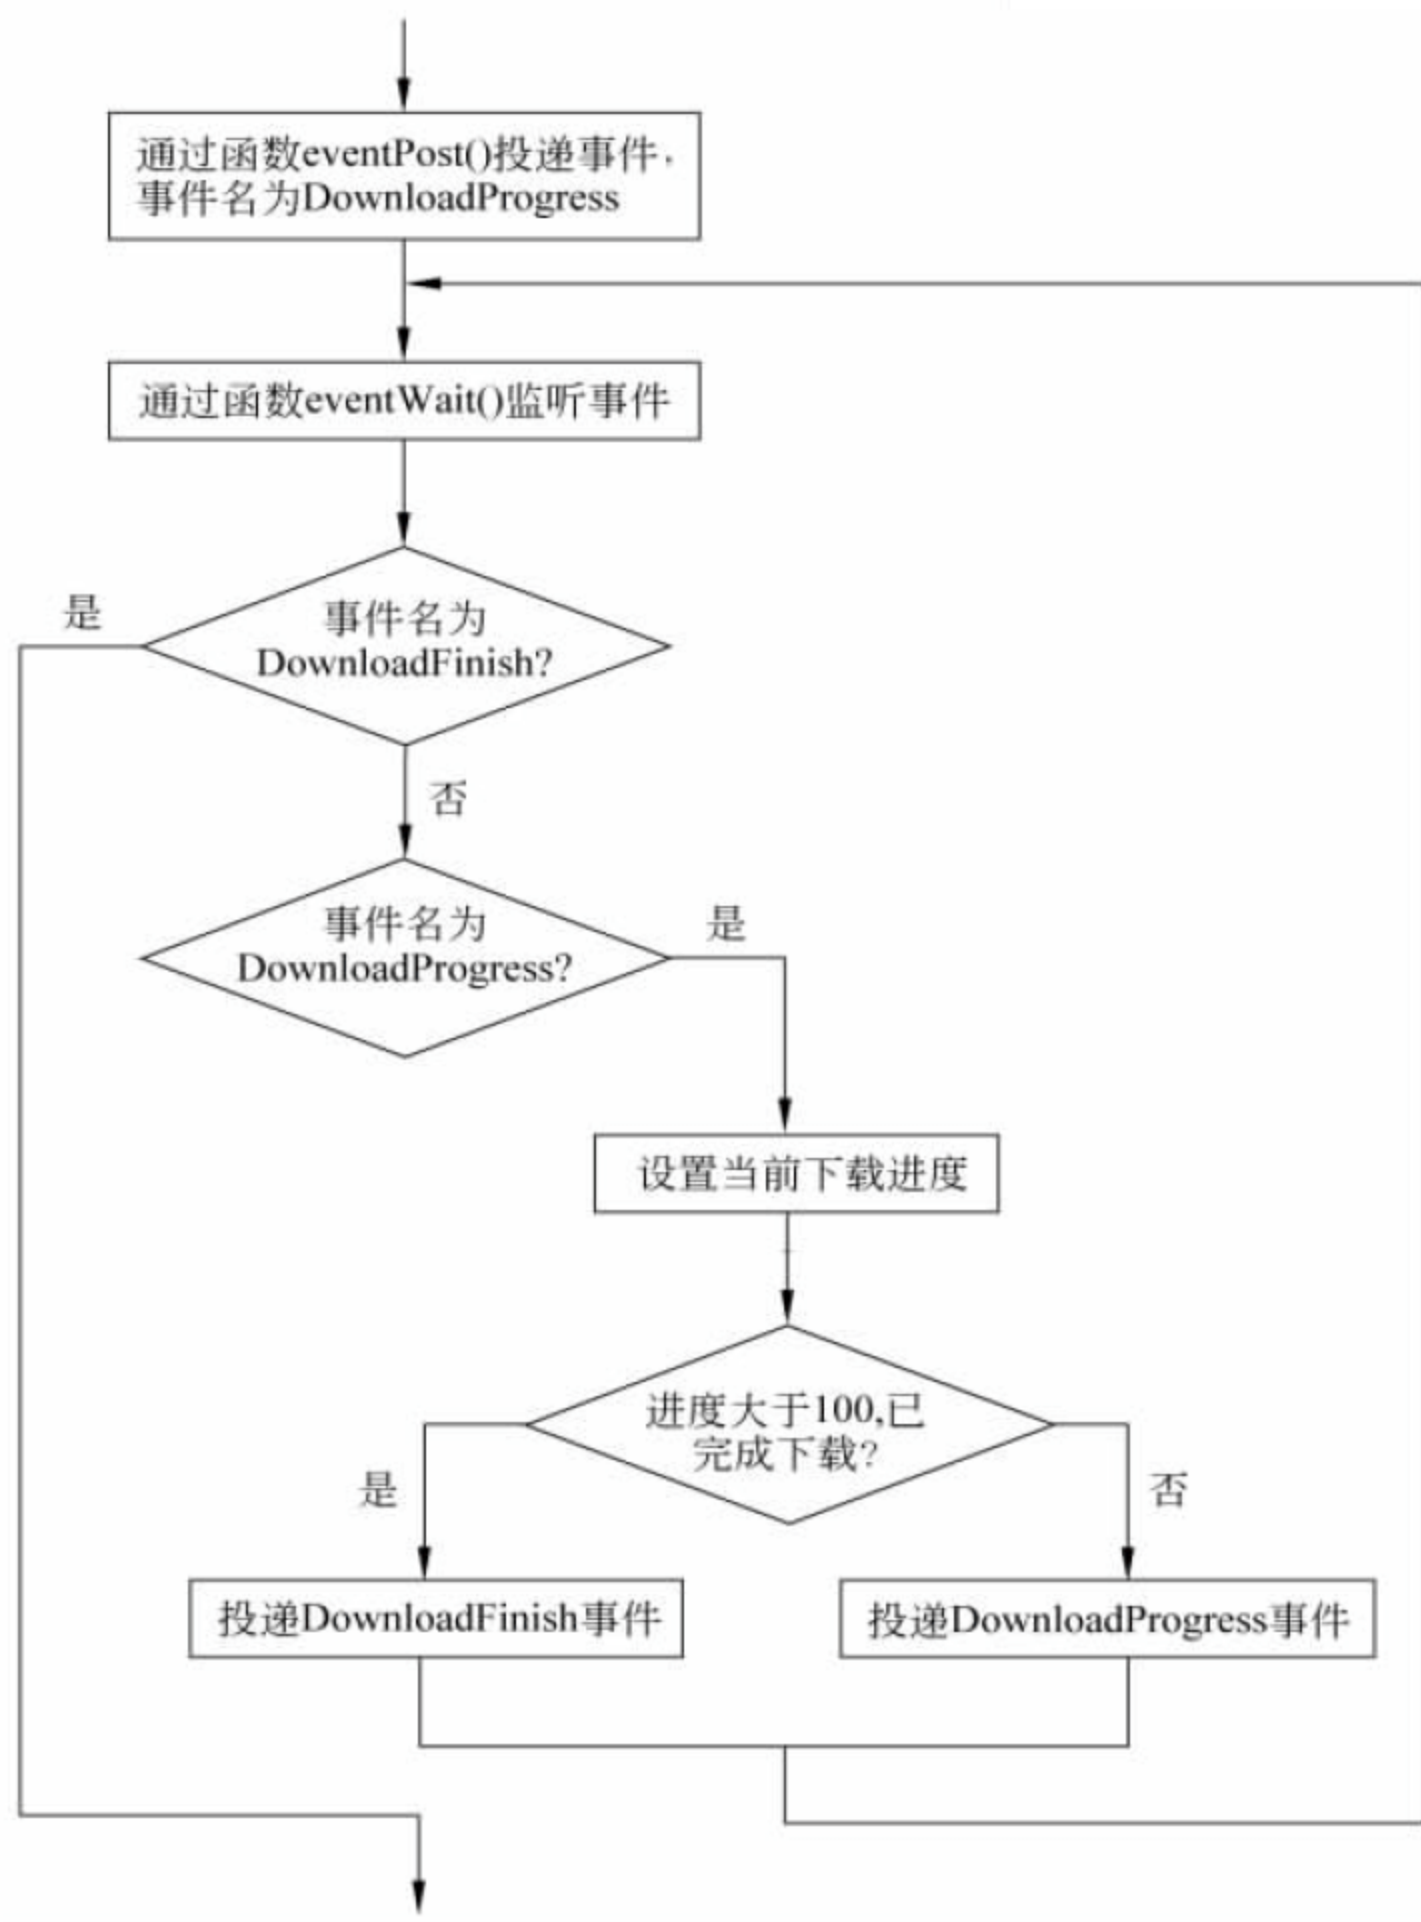 通过函数eventPost()投递事件，
事件名为DownloadProgress
通过函数eventWait()监听事件
是
事件名为
DownloadFinish?
否
事件名为
DownloadProgress?
是
设置当前下载进度
进度大于100,已
完成下载?
是
否
投递DownloadFinish事件
投递DownloadProgress事件